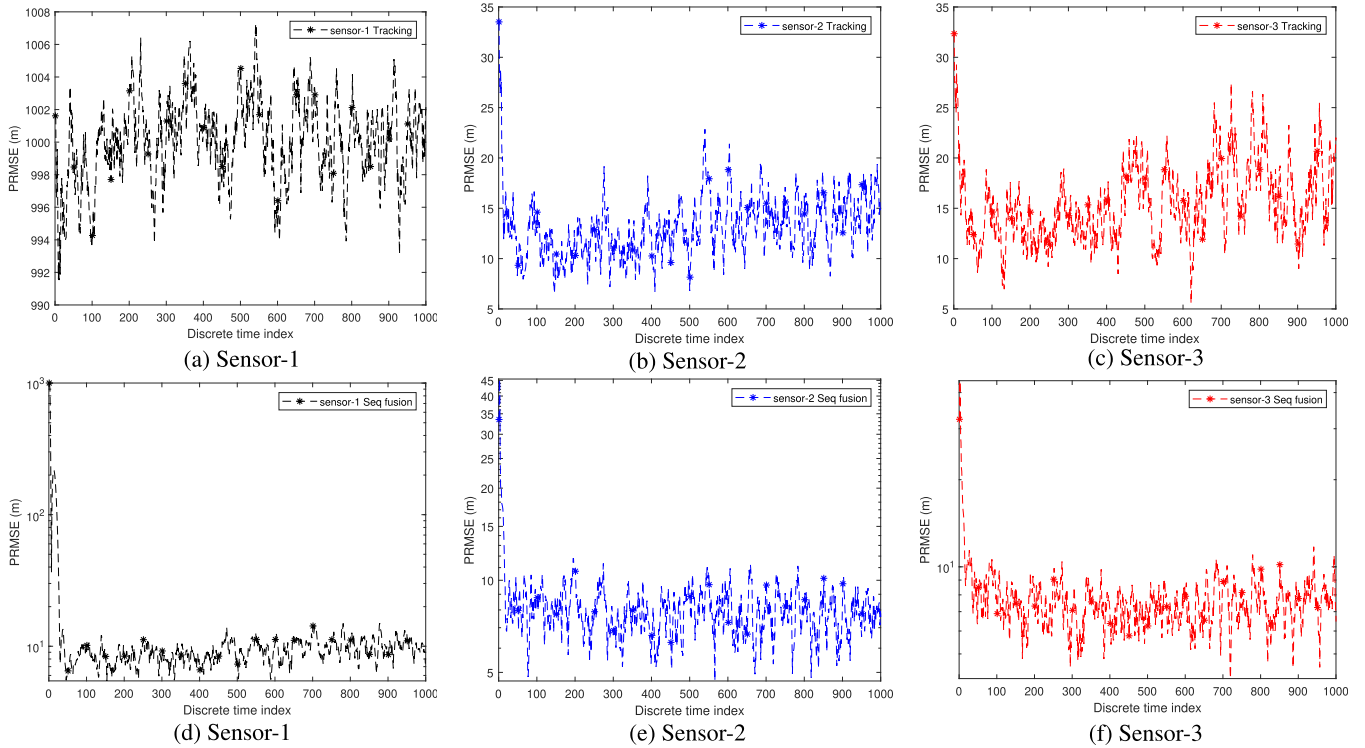 1008
1006
1004
1002
1000
998
996
994
992
990
PRMSE (m)
sensor-1 Tracking
0 100 200 300 400 500 600 700 800 900 1000
Discrete time index
(a) Sensor-1
35
30
25
20
15
10
5
PRMSE (m)
sensor-2 Tracking
0 100 200 300 400 500 600 700 800 900 1000
Discrete time index
(b) Sensor-2
35
30
25
20
15
10
5
PRMSE (m)
sensor-3 Tracking
0 100 200 300 400 500 600 700 800 900 1000
Discrete time index
(c) Sensor-3
10³
10²
10¹
PRMSE (m)
sensor-1 Seq fusion
0 100 200 300 400 500 600 700 800 900 1000
Discrete time index
(d) Sensor-1
45
40
35
30
25
20
15
10
5
PRMSE (m)
sensor-2 Seq fusion
0 100 200 300 400 500 600 700 800 900 1000
Discrete time index
(e) Sensor-2
10¹
PRMSE (m)
sensor-3 Seq fusion
0 100 200 300 400 500 600 700 800 900 1000
Discrete time index
(f) Sensor-3